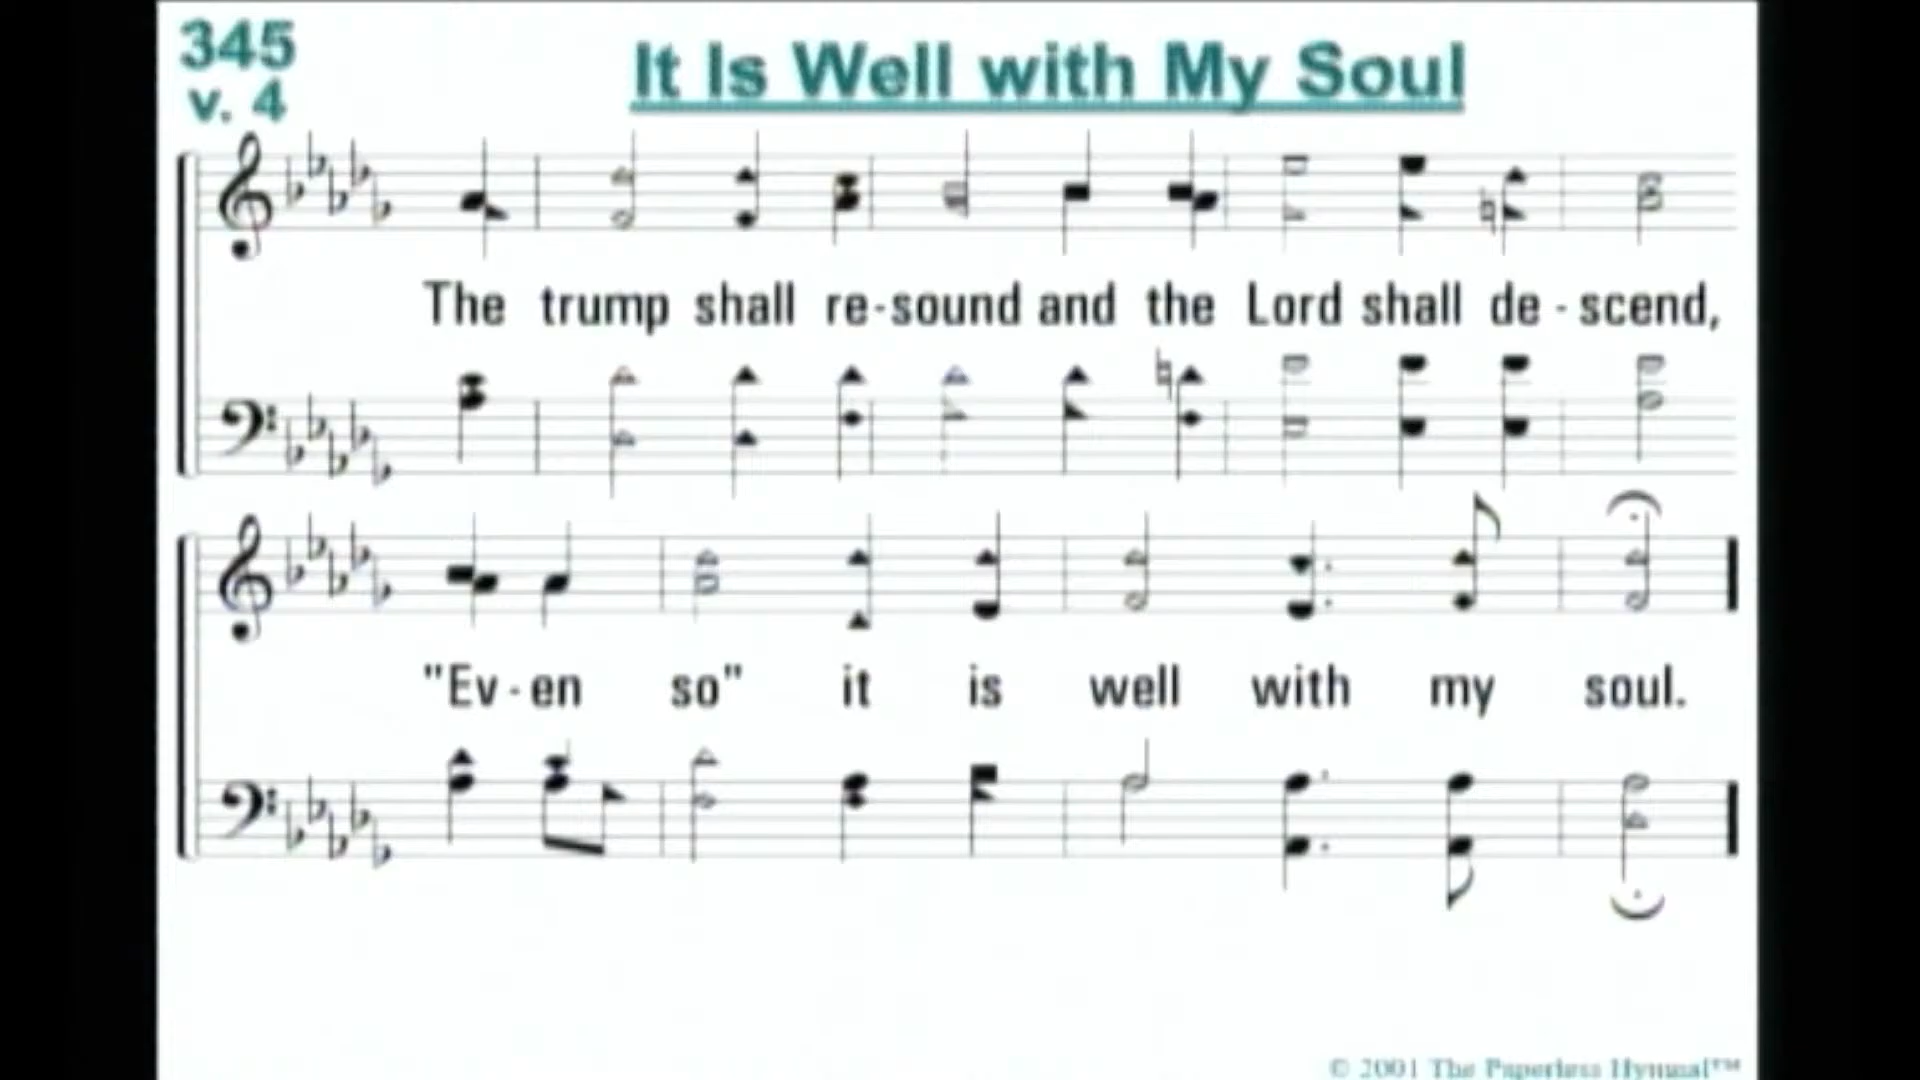 345
v. 4
It Is Well with My Soul
The trump shall re-sound and the Lord shall de - scend,
"Ev - en so" it is well with my soul.
© 2001 The Paperless Hymnal™